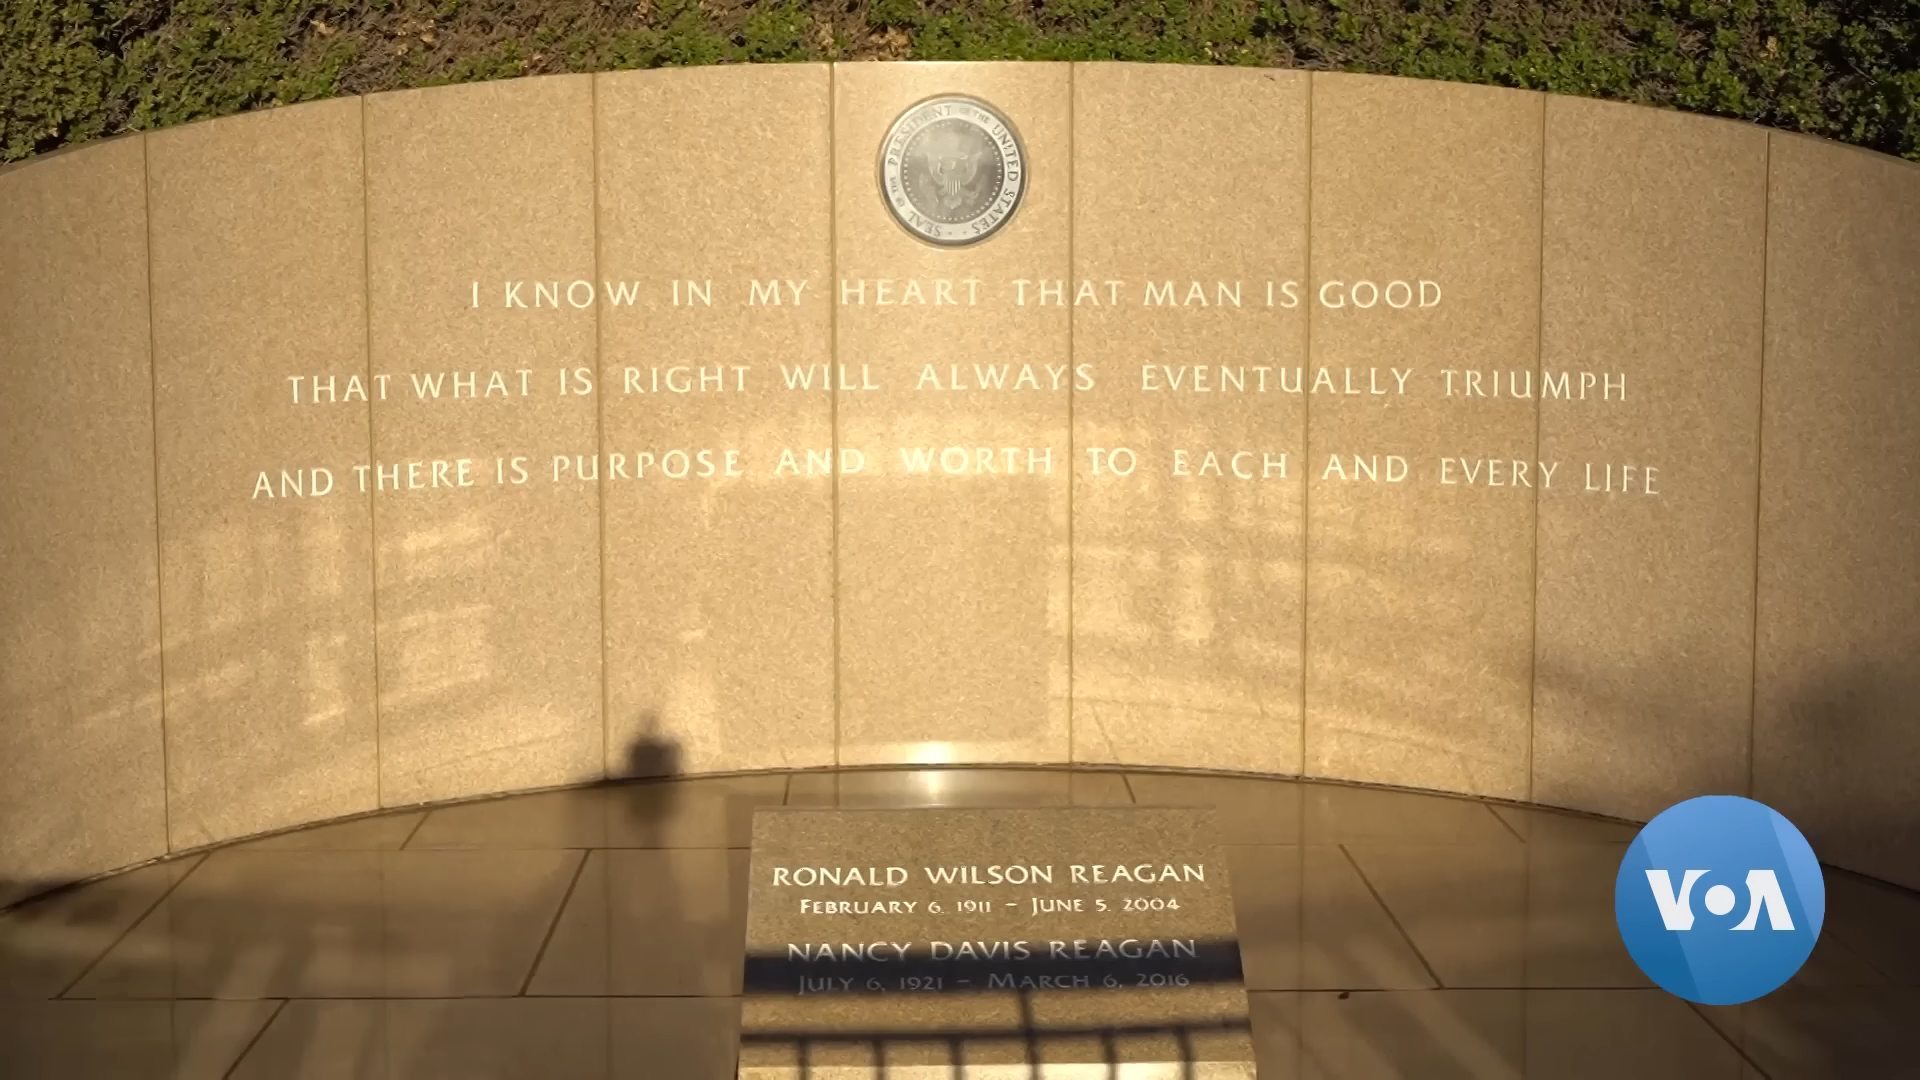 SEAL OF THE PRESIDENT OF THE UNITED STATES
I KNOW IN MY HEART THAT MAN IS GOOD
THAT WHAT IS RIGHT WILL ALWAYS EVENTUALLY TRIUMPH
AND THERE IS PURPOSE AND WORTH TO EACH AND EVERY LIFE
RONALD WILSON REAGAN
FEBRUARY 6, 1911 – JUNE 5, 2004
NANCY DAVIS REAGAN
JULY 6, 1921 – MARCH 6, 2016
VOA